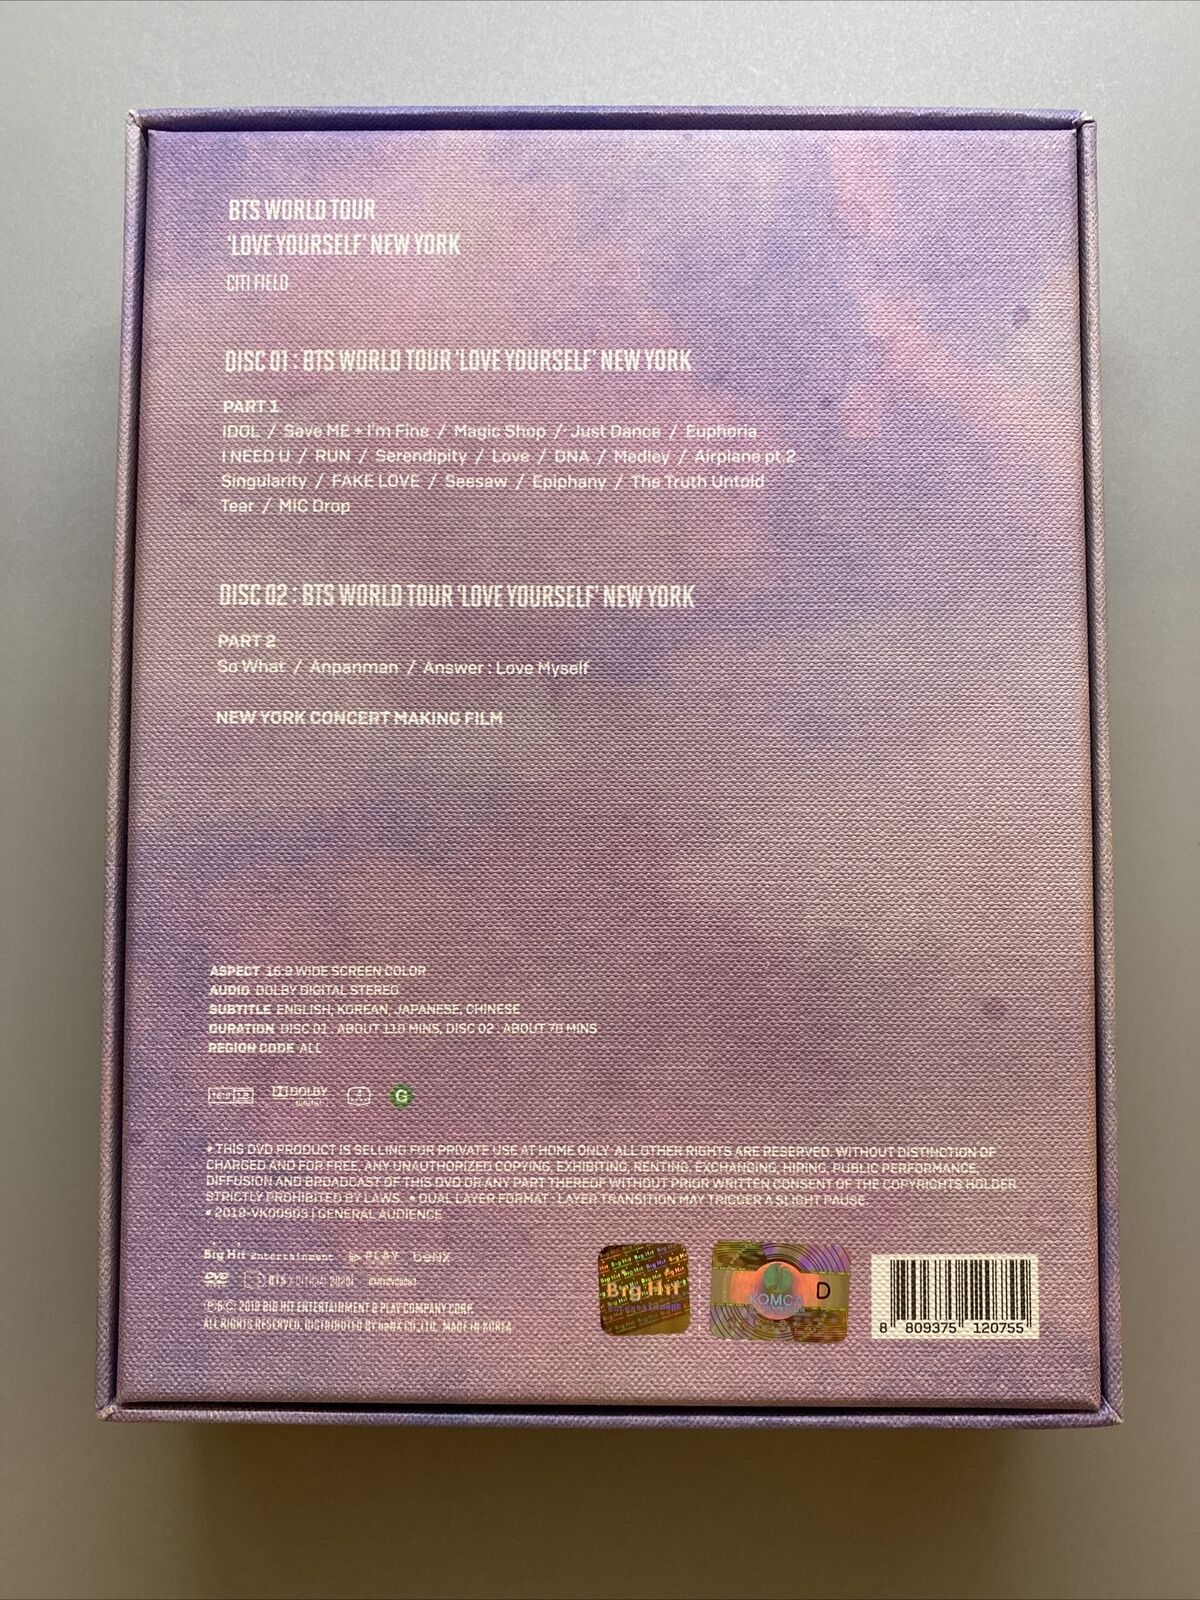 BTS WORLD TOUR
'LOVE YOURSELF' NEW YORK
CITI FIELD
DISC 01 : BTS WORLD TOUR 'LOVE YOURSELF' NEW YORK
PART 1
IDOL / Save ME + I'm Fine / Magic Shop / Just Dance / Euphoria
I NEED U / RUN / Serendipity / Love / DNA / Medley / Airplane pt.2
Singularity / FAKE LOVE / Seesaw / Epiphany / The Truth Untold
Tear / MIC Drop
DISC 02 : BTS WORLD TOUR 'LOVE YOURSELF' NEW YORK
PART 2
So What / Anpanman / Answer : Love Myself
NEW YORK CONCERT MAKING FILM
ASPECT 16:9 WIDE SCREEN COLOR
AUDIO DOLBY DIGITAL STEREO
SUBTITLE ENGLISH, KOREAN, JAPANESE, CHINESE
DURATION DISC 01 : ABOUT 110 MINS, DISC 02 : ABOUT 70 MINS
REGION CODE ALL
16:9 LB DOLBY DIGITAL G
* THIS DVD PRODUCT IS SELLING FOR PRIVATE USE AT HOME ONLY. ALL OTHER RIGHTS ARE RESERVED. WITHOUT DISTINCTION OF
CHARGED AND FOR FREE, ANY UNAUTHORIZED COPYING, EXHIBITING, RENTING, EXCHANGING, HIRING, PUBLIC PERFORMANCE,
DIFFUSION AND BROADCAST OF THIS DVD OR ANY PART THEREOF WITHOUT PRIOR WRITTEN CONSENT OF THE COPYRIGHTS HOLDER
STRICTLY PROHIBITED BY LAWS. * DUAL LAYER FORMAT : LAYER TRANSITION MAY TRIGGER A SLIGHT PAUSE
* 2019-VK00903 | GENERAL AUDIENCE
Big Hit Entertainment PLAY beNX
DVD BTS
℗&© 2019 BIG HIT ENTERTAINMENT & PLAY COMPANY CORP.
ALL RIGHTS RESERVED, DISTRIBUTED BY beNX CO.,LTD. MADE IN KOREA
Big Hit
Entertainment
KOMCA
D
8 809375 120755